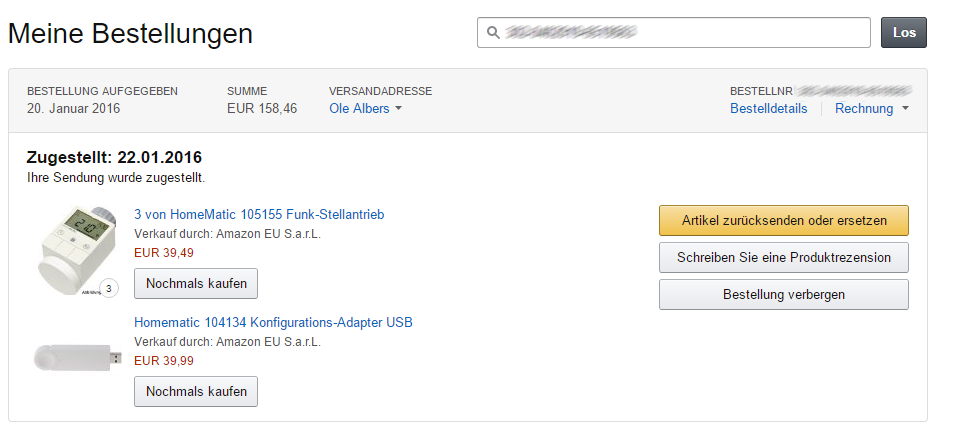 Meine Bestellungen
Los
BESTELLUNG AUFGEGEBEN SUMME VERSANDADRESSE BESTELLNR
20. Januar 2016 EUR 158,46 Ole Albers Bestelldetails Rechnung
Zugestellt: 22.01.2016
Ihre Sendung wurde zugestellt.
3 von HomeMatic 105155 Funk-Stellantrieb
Verkauf durch: Amazon EU S.a.r.L.
EUR 39,49
3
Nochmals kaufen
Artikel zurücksenden oder ersetzen
Schreiben Sie eine Produktrezension
Bestellung verbergen
Homematic 104134 Konfigurations-Adapter USB
Verkauf durch: Amazon EU S.a.r.L.
EUR 39,99
Nochmals kaufen